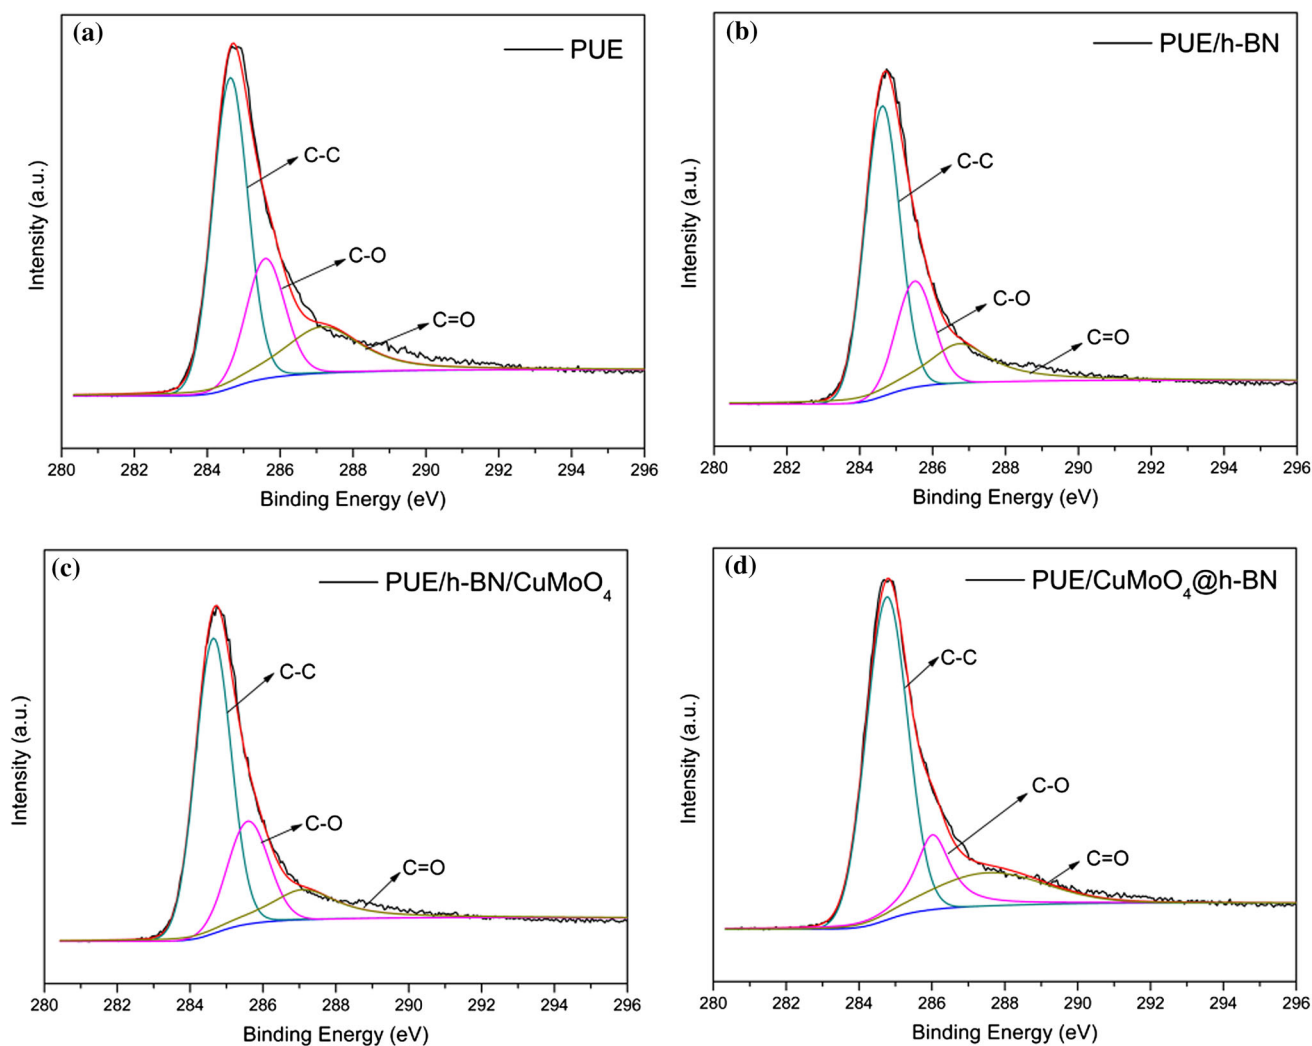 (a)
PUE
C-C
C-O
C=O
Intensity (a.u.)
280 282 284 286 288 290 292 294 296
Binding Energy (eV)
(b)
PUE/h-BN
C-C
C-O
C=O
Intensity (a.u.)
280 282 284 286 288 290 292 294 296
Binding Energy (eV)
(c)
PUE/h-BN/CuMoO4
C-C
C-O
C=O
Intensity (a.u.)
280 282 284 286 288 290 292 294 296
Binding Energy (eV)
(d)
PUE/CuMoO4@h-BN
C-C
C-O
C=O
Intensity (a.u.)
280 282 284 286 288 290 292 294 296
Binding Energy (eV)